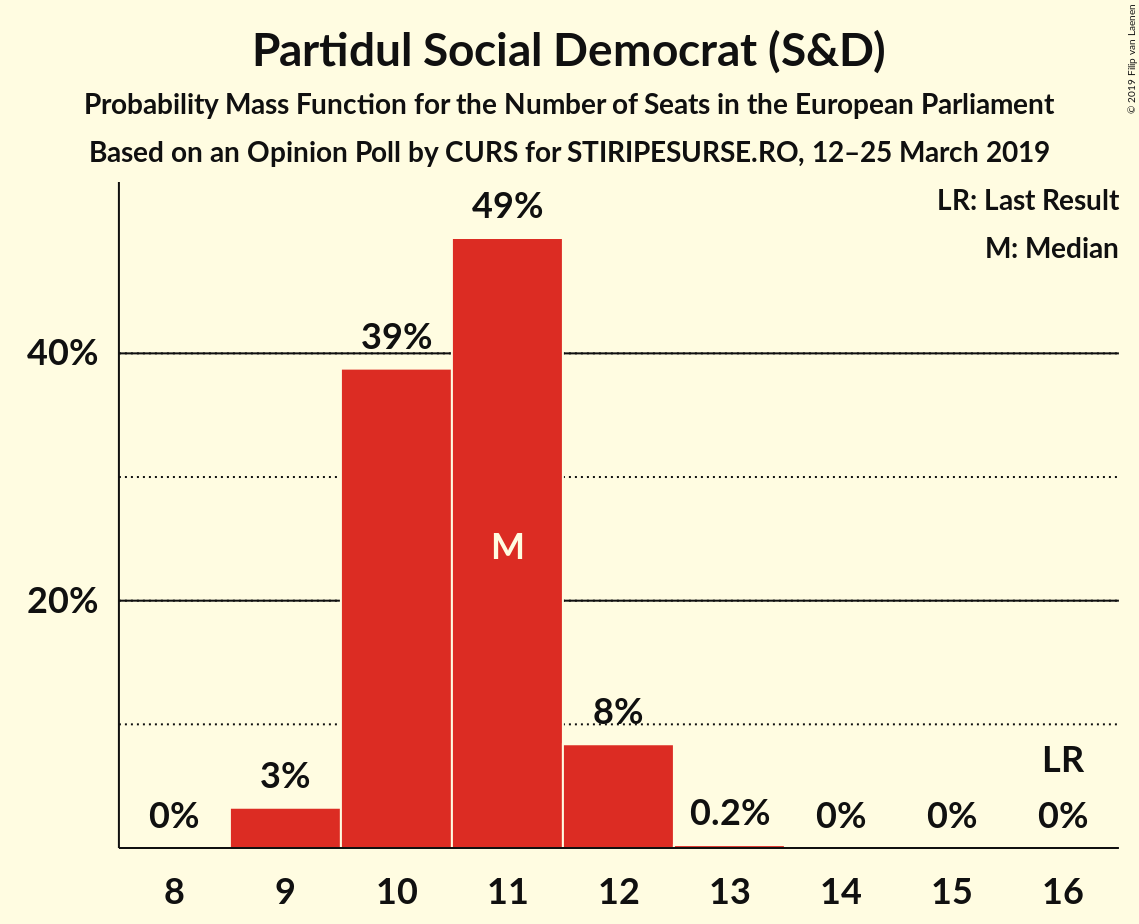 Partidul Social Democrat (S&D)
Probability Mass Function for the Number of Seats in the European Parliament
Based on an Opinion Poll by CURS for STIRIPESURSE.RO, 12–25 March 2019
© 2019 Filip van Laenen
LR: Last Result
M: Median
49%
39%
40%
M
20%
8%
3%
LR
0%
0.2%
0%
0%
0%
8 9 10 11 12 13 14 15 16